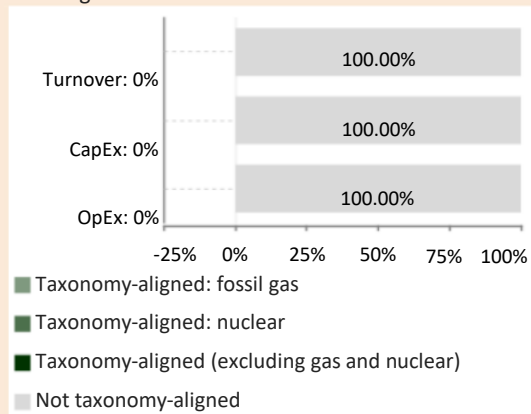 100.00%
Turnover: 0%
100.00%
CapEx: 0%
100.00%
OpEx: 0%
-25% 0% 25% 50% 75% 100%
Taxonomy-aligned: fossil gas
Taxonomy-aligned: nuclear
Taxonomy-aligned (excluding gas and nuclear)
Not taxonomy-aligned